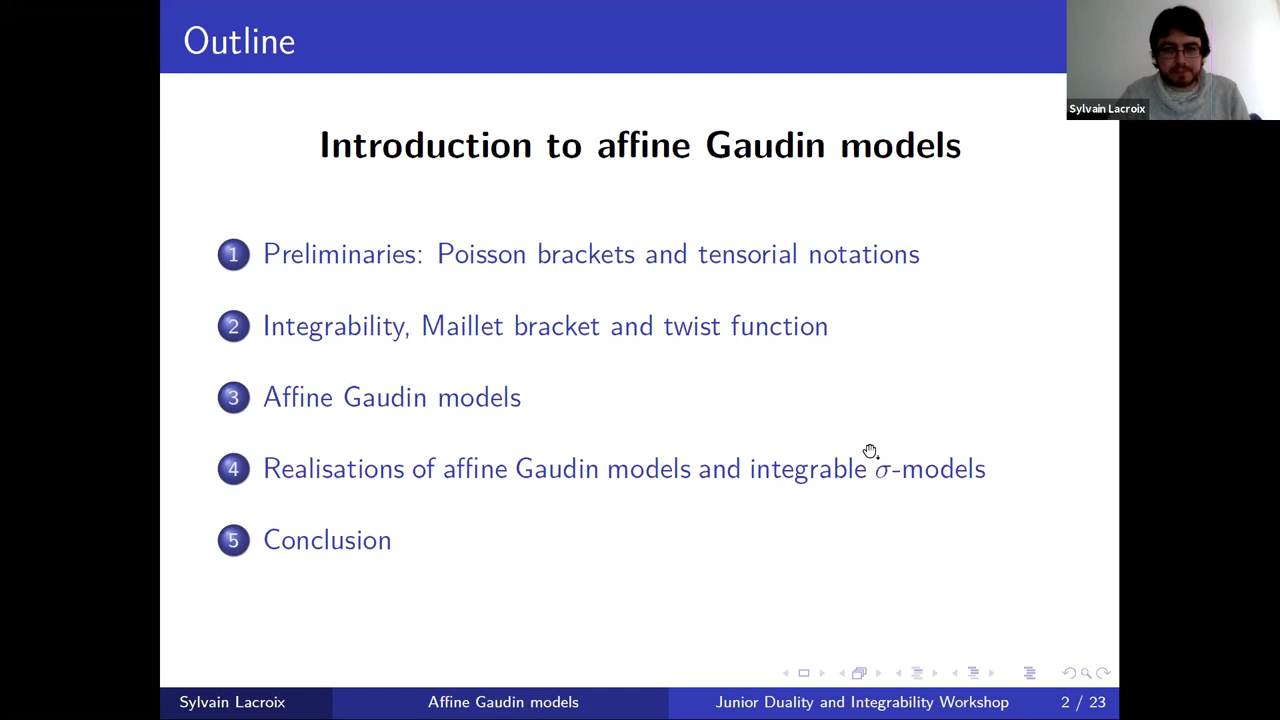 Outline
Sylvain Lacroix
Introduction to affine Gaudin models
1 Preliminaries: Poisson brackets and tensorial notations
2 Integrability, Maillet bracket and twist function
3 Affine Gaudin models
4 Realisations of affine Gaudin models and integrable σ-models
5 Conclusion
Sylvain Lacroix Affine Gaudin models Junior Duality and Integrability Workshop 2 / 23